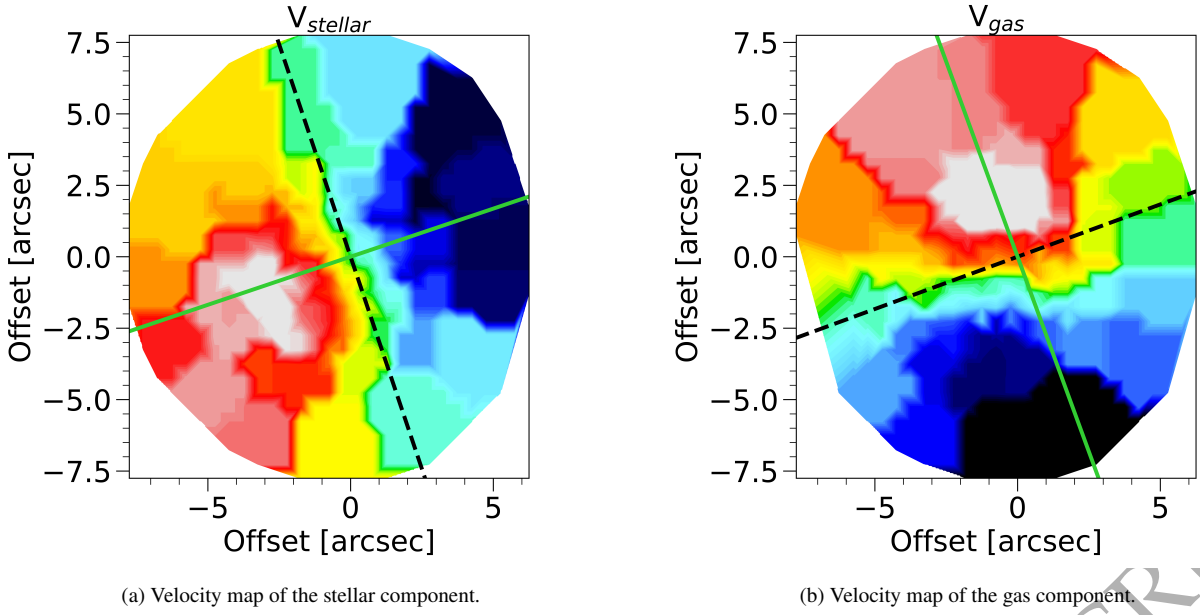 V_stellar
V_gas
7.5
5.0
2.5
0.0
−2.5
−5.0
−7.5
Offset [arcsec]
−5
0
5
Offset [arcsec]
7.5
5.0
2.5
0.0
−2.5
−5.0
−7.5
Offset [arcsec]
−5
0
5
Offset [arcsec]
(a) Velocity map of the stellar component.
(b) Velocity map of the gas component.